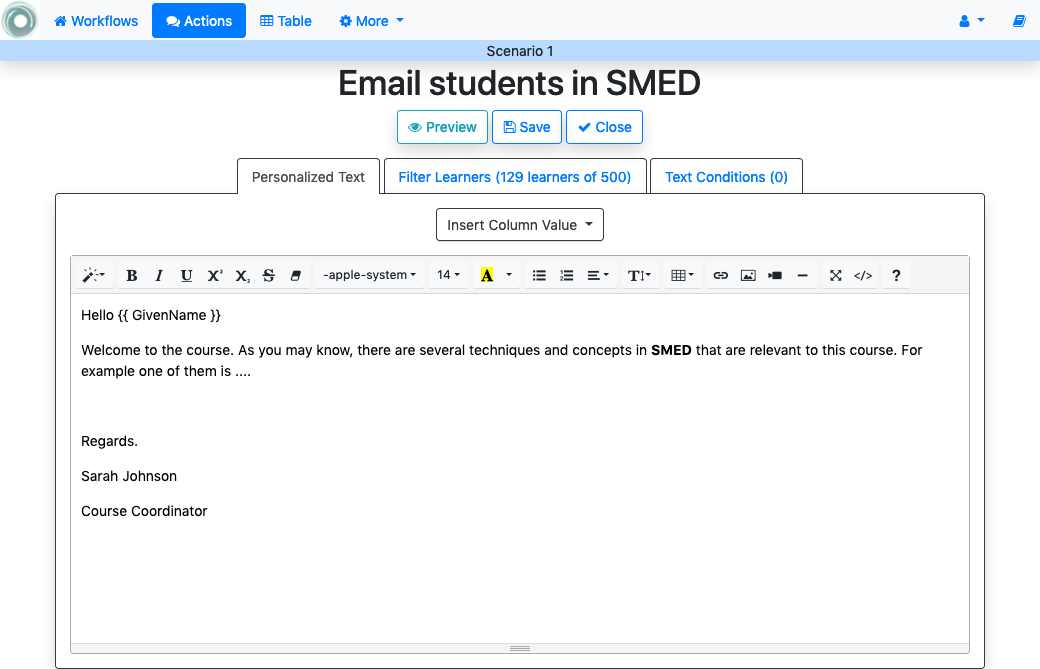 Workflows Actions Table More
Scenario 1
Email students in SMED
Preview Save Close
Personalized Text Filter Learners (129 learners of 500) Text Conditions (0)
Insert Column Value
B I U X² X₂ S -apple-system 14 A T </> ?
Hello {{ GivenName }}
Welcome to the course. As you may know, there are several techniques and concepts in SMED that are relevant to this course. For
example one of them is ....
Regards.
Sarah Johnson
Course Coordinator